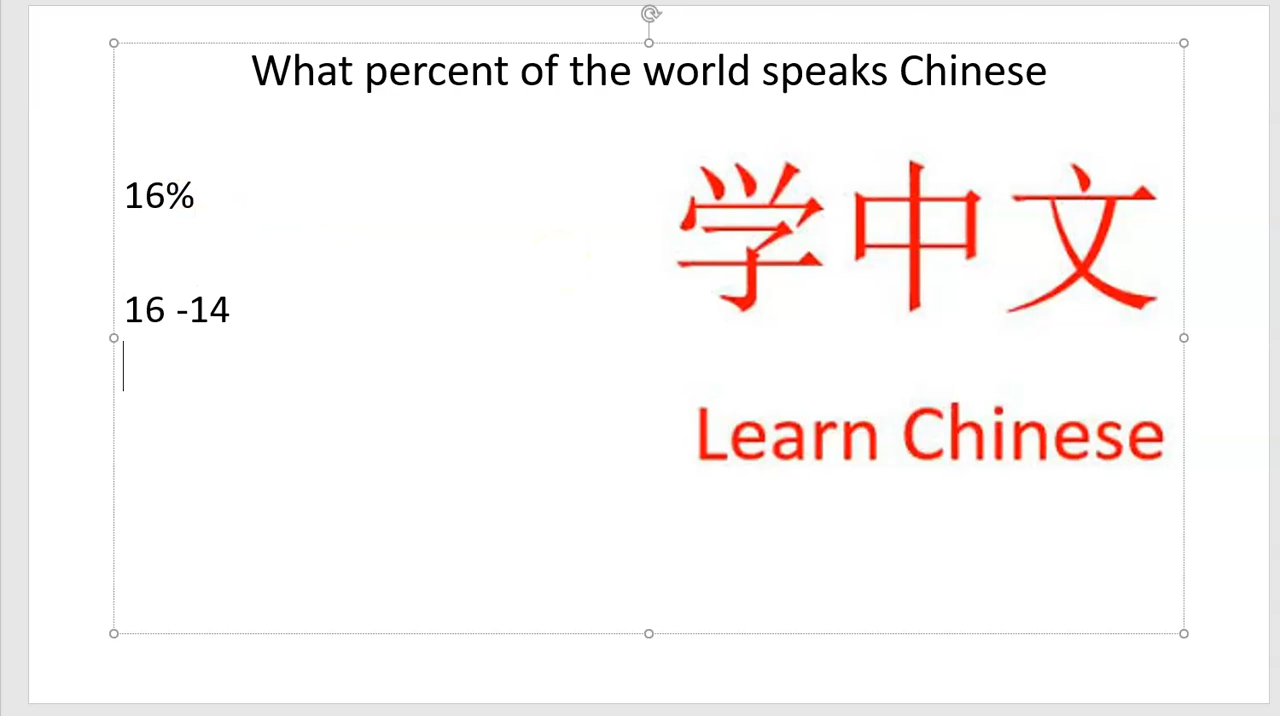 What percent of the world speaks Chinese
16%
学中文
16 -14
Learn Chinese